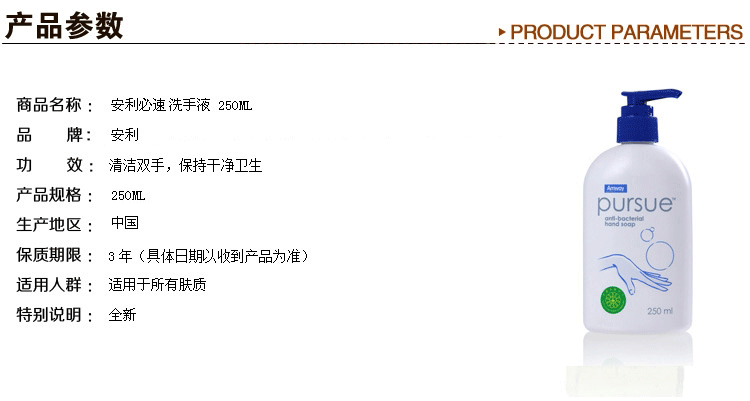 产品参数
PRODUCT PARAMETERS
商品名称： 安利必速 洗手液 250ML
品 牌： 安利
功 效： 清洁双手，保持干净卫生
产品规格： 250ML
生产地区： 中国
保质期限： 3 年（具体日期以收到产品为准）
适用人群： 适用于所有肤质
特别说明： 全新
Amway
pursue™
anti-bacterial
hand soap
250 ml